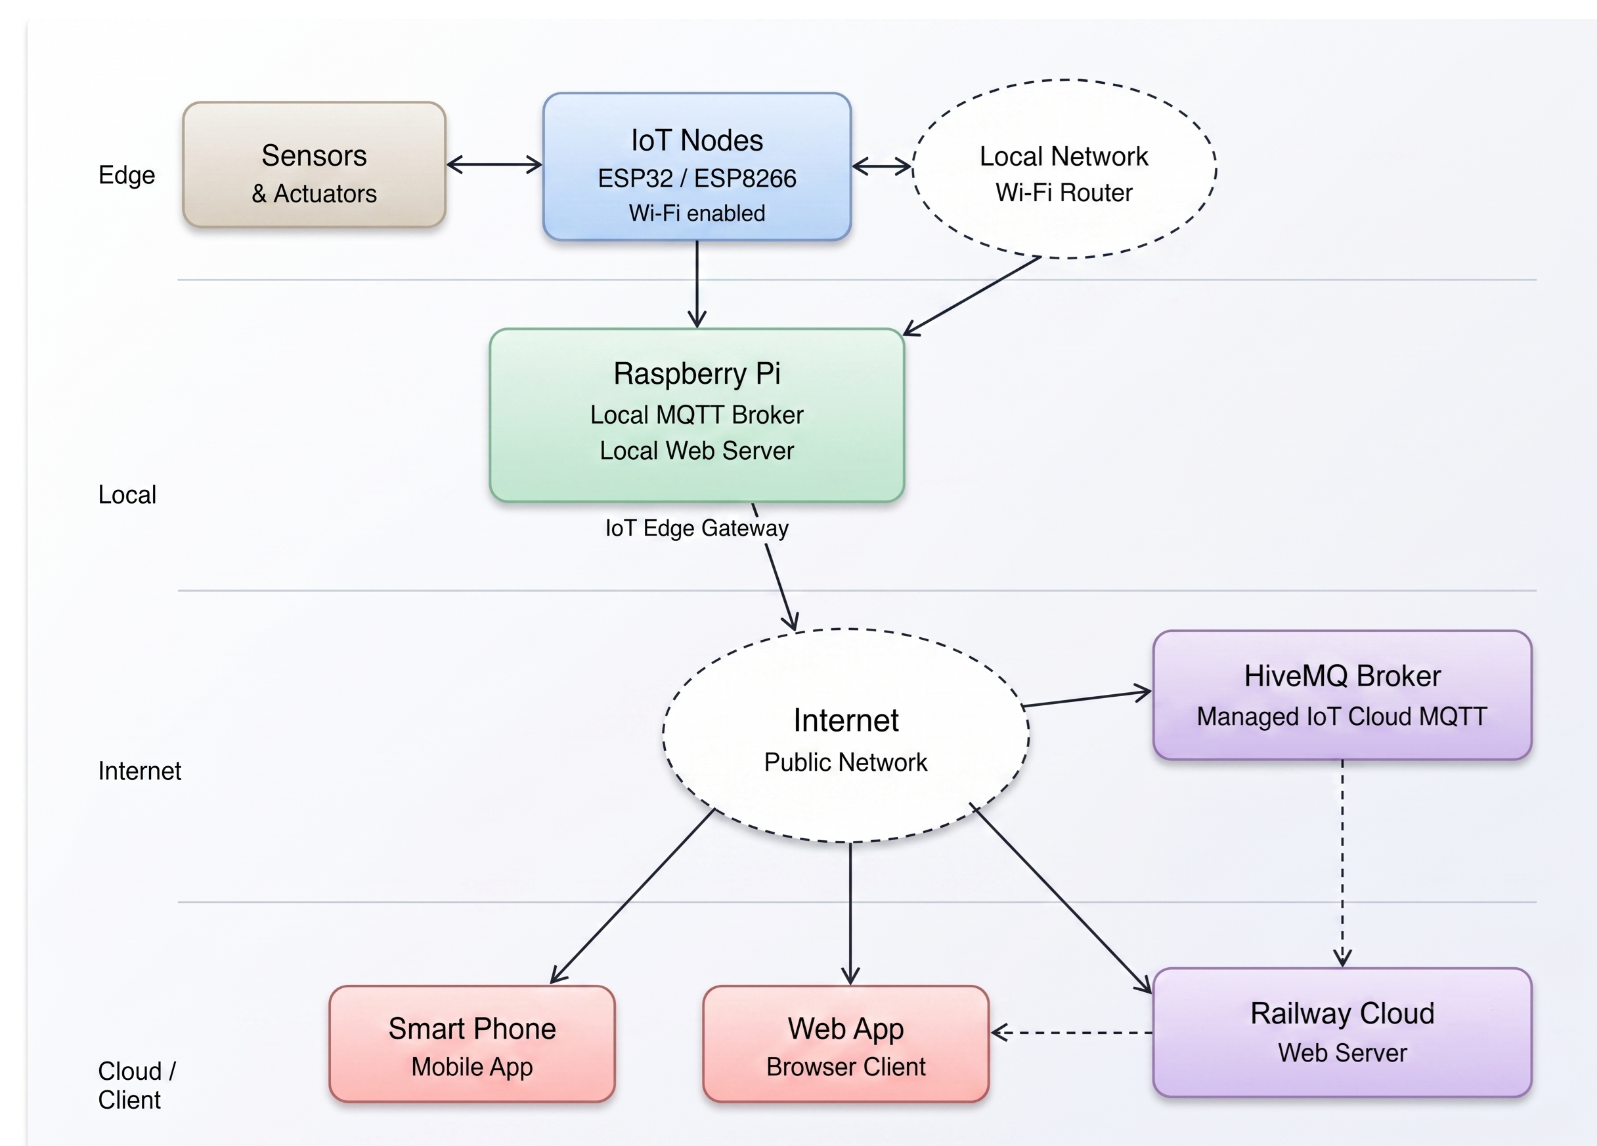 Edge
Sensors
& Actuators
IoT Nodes
ESP32 / ESP8266
Wi-Fi enabled
Local Network
Wi-Fi Router
Local
Raspberry Pi
Local MQTT Broker
Local Web Server
IoT Edge Gateway
Internet
Internet
Public Network
HiveMQ Broker
Managed IoT Cloud MQTT
Cloud /
Client
Smart Phone
Mobile App
Web App
Browser Client
Railway Cloud
Web Server